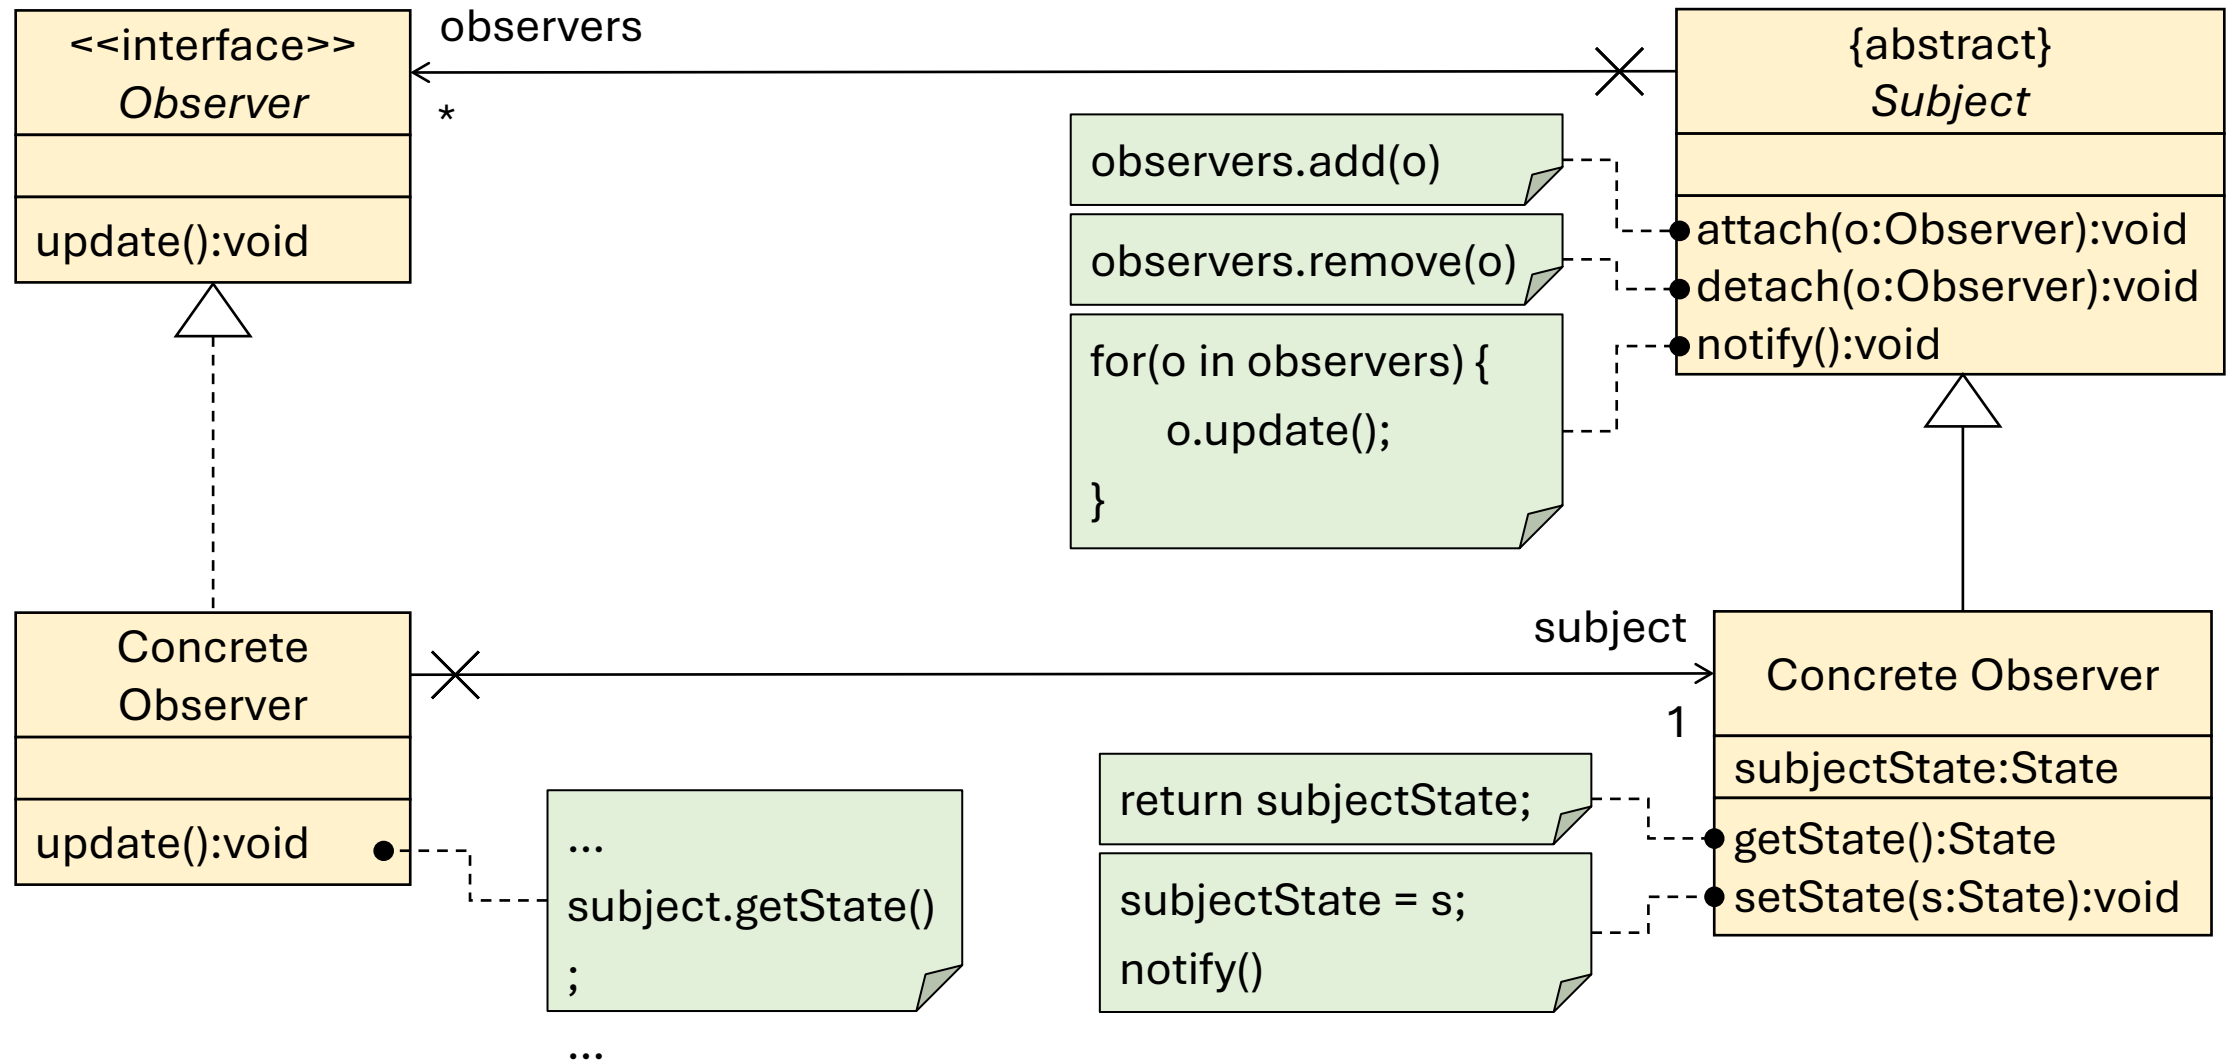 <<interface>>
Observer
update():void
observers
*
{abstract}
Subject
attach(o:Observer):void
detach(o:Observer):void
notify():void
observers.add(o)
observers.remove(o)
for(o in observers) {
o.update();
}
Concrete
Observer
update():void
...
subject.getState()
;
...
subject
1
Concrete Observer
subjectState:State
getState():State
setState(s:State):void
return subjectState;
subjectState = s;
notify()